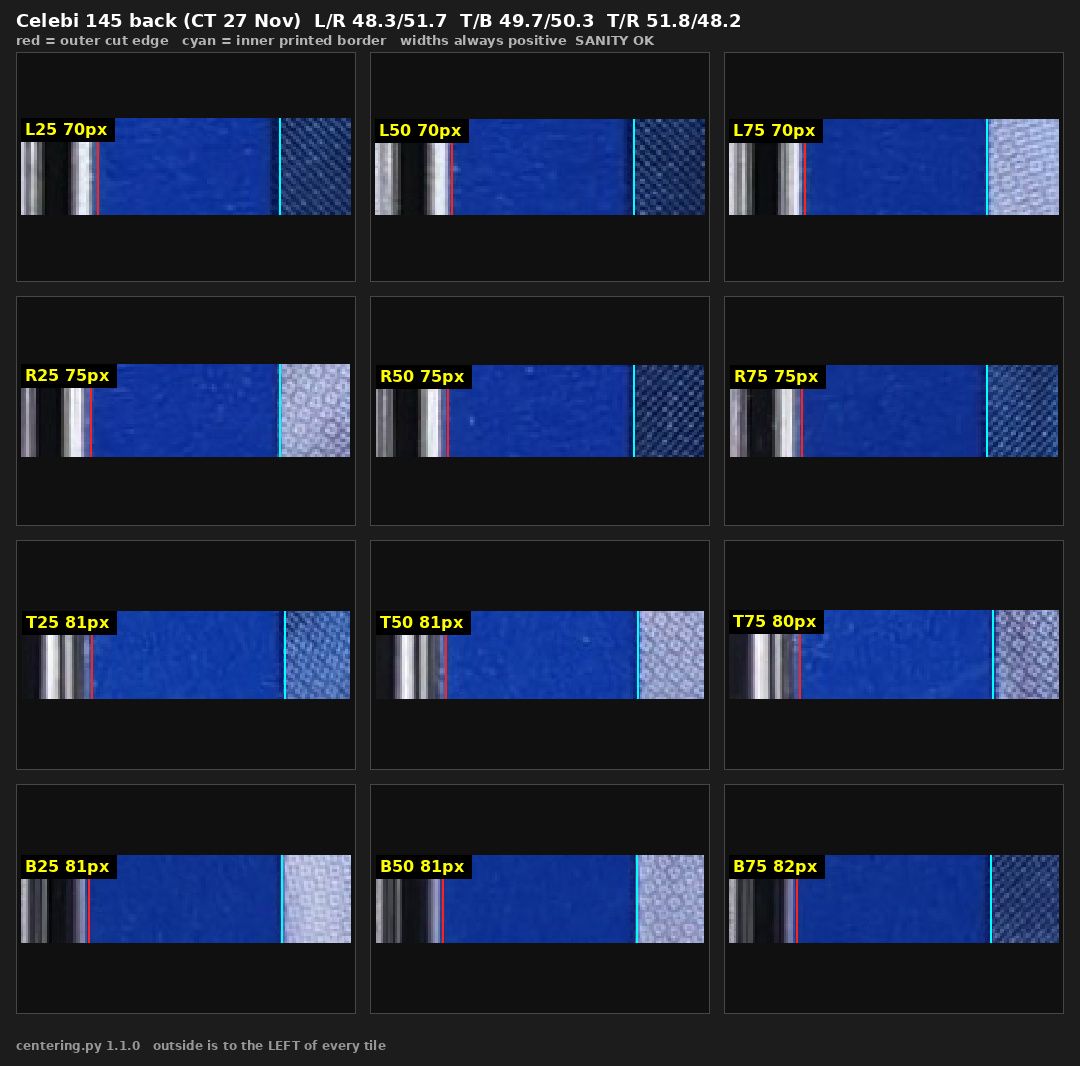 Celebi 145 back (CT 27 Nov)  L/R 48.3/51.7  T/B 49.7/50.3  T/R 51.8/48.2
red = outer cut edge   cyan = inner printed border   widths always positive  SANITY OK
L25 70px
L50 70px
L75 70px
R25 75px
R50 75px
R75 75px
T25 81px
T50 81px
T75 80px
B25 81px
B50 81px
B75 82px
centering.py 1.1.0   outside is to the LEFT of every tile